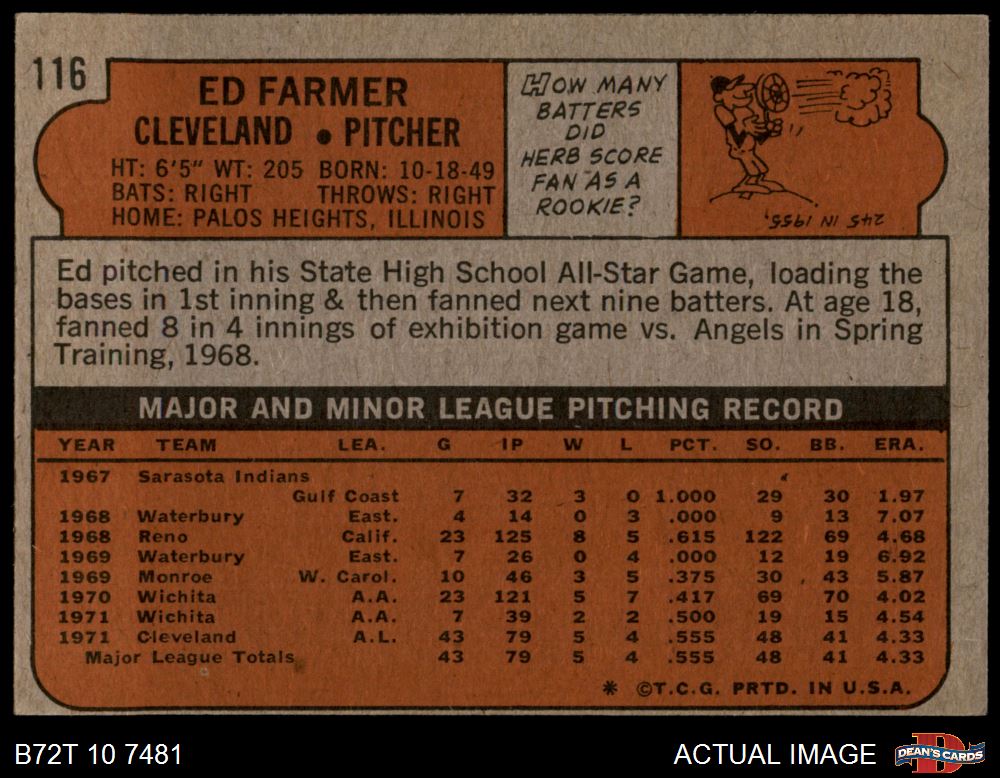 116
ED FARMER
CLEVELAND • PITCHER
HT: 6'5" WT: 205 BORN: 10-18-49
BATS: RIGHT THROWS: RIGHT
HOME: PALOS HEIGHTS, ILLINOIS
HOW MANY
BATTERS
DID
HERB SCORE
FAN AS A
ROOKIE?
245 IN 1955.
Ed pitched in his State High School All-Star Game, loading the
bases in 1st inning & then fanned next nine batters. At age 18,
fanned 8 in 4 innings of exhibition game vs. Angels in Spring
Training, 1968.
MAJOR AND MINOR LEAGUE PITCHING RECORD
YEAR TEAM LEA. G IP W L PCT. SO. BB. ERA.
1967 Sarasota Indians
Gulf Coast 7 32 3 0 1.000 29 30 1.97
1968 Waterbury East. 4 14 0 3 .000 9 13 7.07
1968 Reno Calif. 23 125 8 5 .615 122 69 4.68
1969 Waterbury East. 7 26 0 4 .000 12 19 6.92
1969 Monroe W. Carol. 10 46 3 5 .375 30 43 5.87
1970 Wichita A.A. 23 121 5 7 .417 69 70 4.02
1971 Wichita A.A. 7 39 2 2 .500 19 15 4.54
1971 Cleveland A.L. 43 79 5 4 .555 48 41 4.33
Major League Totals 43 79 5 4 .555 48 41 4.33
* ©T.C.G. PRTD. IN U.S.A.
B72T 10 7481 ACTUAL IMAGE DEAN'S CARDS